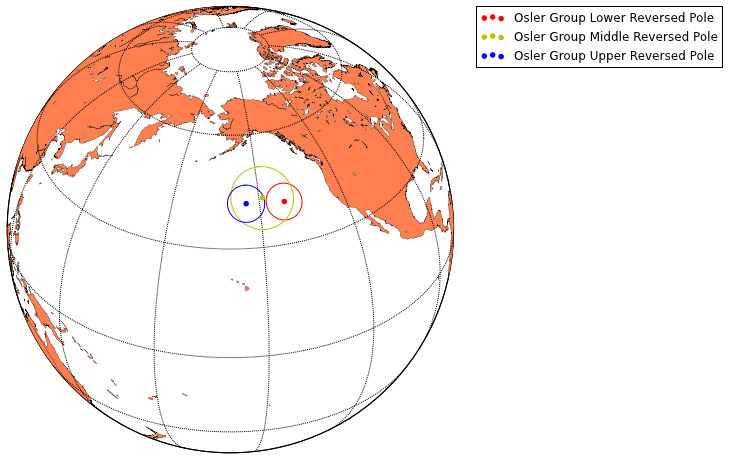 Osler Group Lower Reversed Pole
Osler Group Middle Reversed Pole
Osler Group Upper Reversed Pole